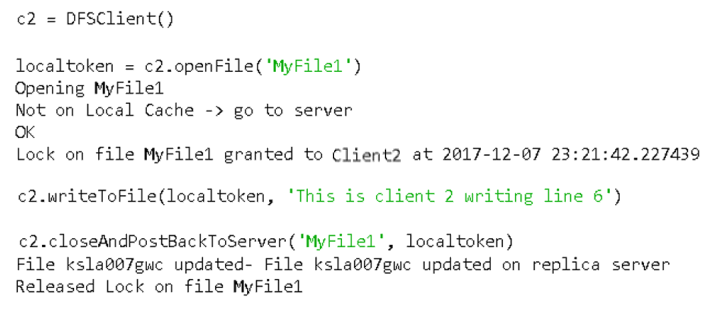 c2 = DFSClient()
localtoken = c2.openFile('MyFile1')
Opening MyFile1
Not on Local Cache -> go to server
OK
Lock on file MyFile1 granted to Client2 at 2017-12-07 23:21:42.227439
c2.writeToFile(localtoken, 'This is client 2 writing line 6')
c2.closeAndPostBackToServer('MyFile1', localtoken)
File ksla007gwc updated- File ksla007gwc updated on replica server
Released Lock on file MyFile1